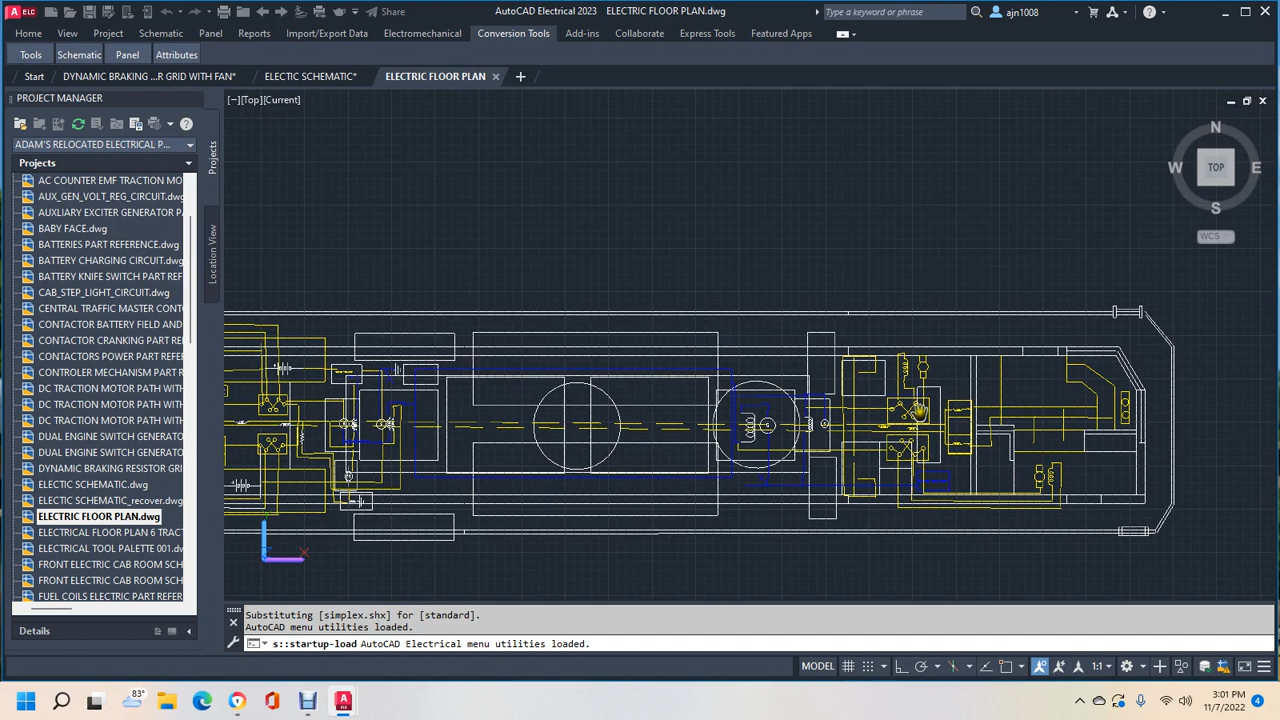 ELC
Share
AutoCAD Electrical 2023 ELECTRIC FLOOR PLAN.dwg
Type a keyword or phrase
ajn1008
Home View Project Schematic Panel Reports Import/Export Data Electromechanical Conversion Tools Add-ins Collaborate Express Tools Featured Apps
Tools Schematic Panel Attributes
Start DYNAMIC BRAKING ...R GRID WITH FAN* ELECTIC SCHEMATIC* ELECTRIC FLOOR PLAN
PROJECT MANAGER
ADAM'S RELOCATED ELECTRICAL P...
Projects
AC COUNTER EMF TRACTION MO
AUX_GEN_VOLT_REG_CIRCUIT.dwg
AUXLIARY EXCITER GENERATOR PA
BABY FACE.dwg
BATTERIES PART REFERENCE.dwg
BATTERY CHARGING CIRCUIT.dwg
BATTERY KNIFE SWITCH PART REF
CAB_STEP_LIGHT_CIRCUIT.dwg
CENTRAL TRAFFIC MASTER CONT
CONTACTOR BATTERY FIELD AND
CONTACTOR CRANKING PART REF
CONTACTORS POWER PART REFER
CONTROLER MECHANICAL PART
DC TRACTION MOTOR PATH WITH
DC TRACTION MOTOR PATH WITH
DC TRACTION MOTOR PATH WITH
DUAL ENGINE SWITCH GENERATO
DUAL ENGINE SWITCH GENERATO
DYNAMIC BRAKING RESISTOR GRI
ELECTIC SCHEMATIC.dwg
ELECTIC SCHEMATIC_recover.dwg
ELECTRIC FLOOR PLAN.dwg
ELECTRICAL FLOOR PLAN 6 TRAC
ELECTRICAL TOOL PALETTE 001.dw
FRONT ELECTRIC CAB ROOM SCH
FRONT ELECTRIC CAB ROOM SCH
FUEL COILS ELECTRIC PART REFER
Details
Projects
Location View
[−][Top][Current]
N
W TOP E
S
WCS
Substituting [simplex.shx] for [standard].
AutoCAD menu utilities loaded.
s::startup-load AutoCAD Electrical menu utilities loaded.
MODEL 1:1
83°
3:01 PM
11/7/2022
4